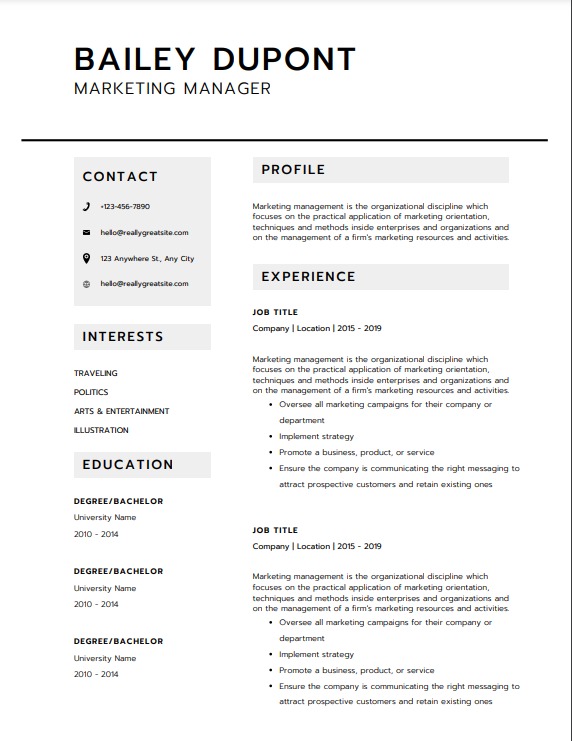 BAILEY DUPONT
MARKETING MANAGER
CONTACT
+123-456-7890
hello@reallygreatsite.com
123 Anywhere St., Any City
hello@reallygreatsite.com
INTERESTS
TRAVELING
POLITICS
ARTS & ENTERTAINMENT
ILLUSTRATION
EDUCATION
DEGREE/BACHELOR
University Name
2010 - 2014
DEGREE/BACHELOR
University Name
2010 - 2014
DEGREE/BACHELOR
University Name
2010 - 2014
PROFILE
Marketing management is the organizational discipline which
focuses on the practical application of marketing orientation,
techniques and methods inside enterprises and organizations and
on the management of a firm's marketing resources and activities.
EXPERIENCE
JOB TITLE
Company | Location | 2015 - 2019
Marketing management is the organizational discipline which
focuses on the practical application of marketing orientation,
techniques and methods inside enterprises and organizations and
on the management of a firm's marketing resources and activities.
• Oversee all marketing campaigns for their company or
department
• Implement strategy
• Promote a business, product, or service
• Ensure the company is communicating the right messaging to
attract prospective customers and retain existing ones
JOB TITLE
Company | Location | 2015 - 2019
Marketing management is the organizational discipline which
focuses on the practical application of marketing orientation,
techniques and methods inside enterprises and organizations and
on the management of a firm's marketing resources and activities.
• Oversee all marketing campaigns for their company or
department
• Implement strategy
• Promote a business, product, or service
• Ensure the company is communicating the right messaging to
attract prospective customers and retain existing ones